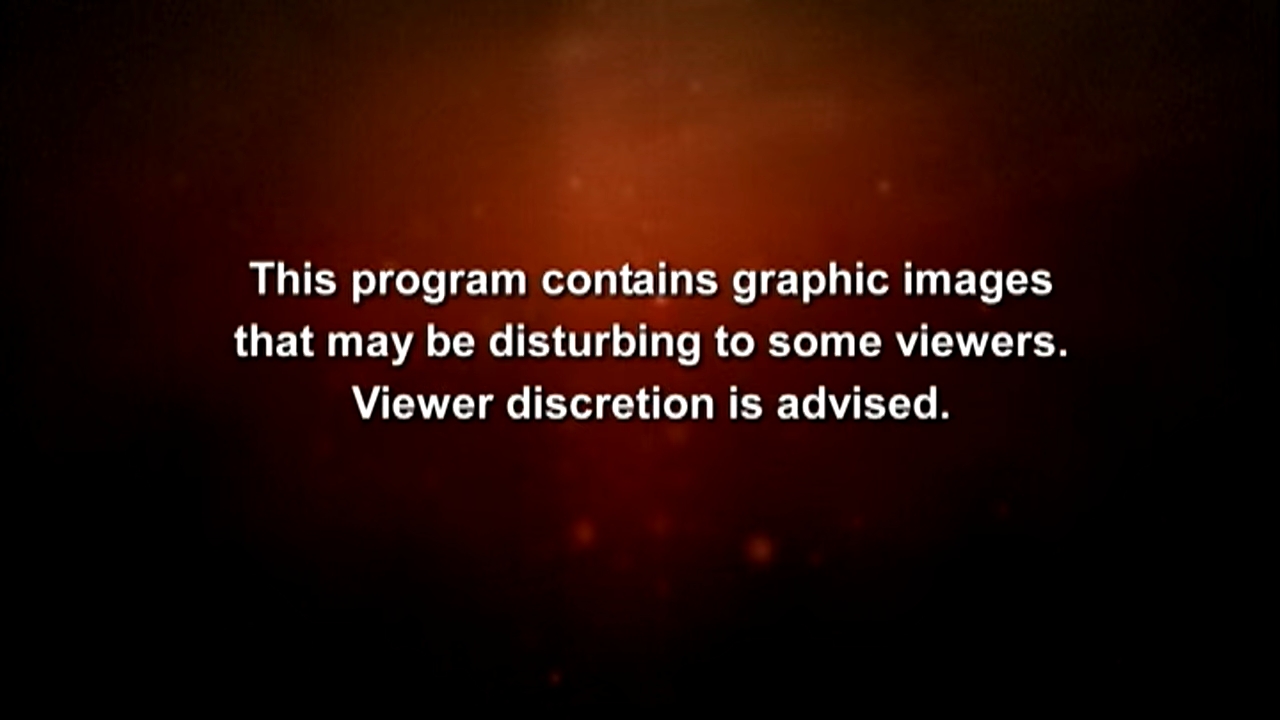 This program contains graphic images
that may be disturbing to some viewers.
Viewer discretion is advised.